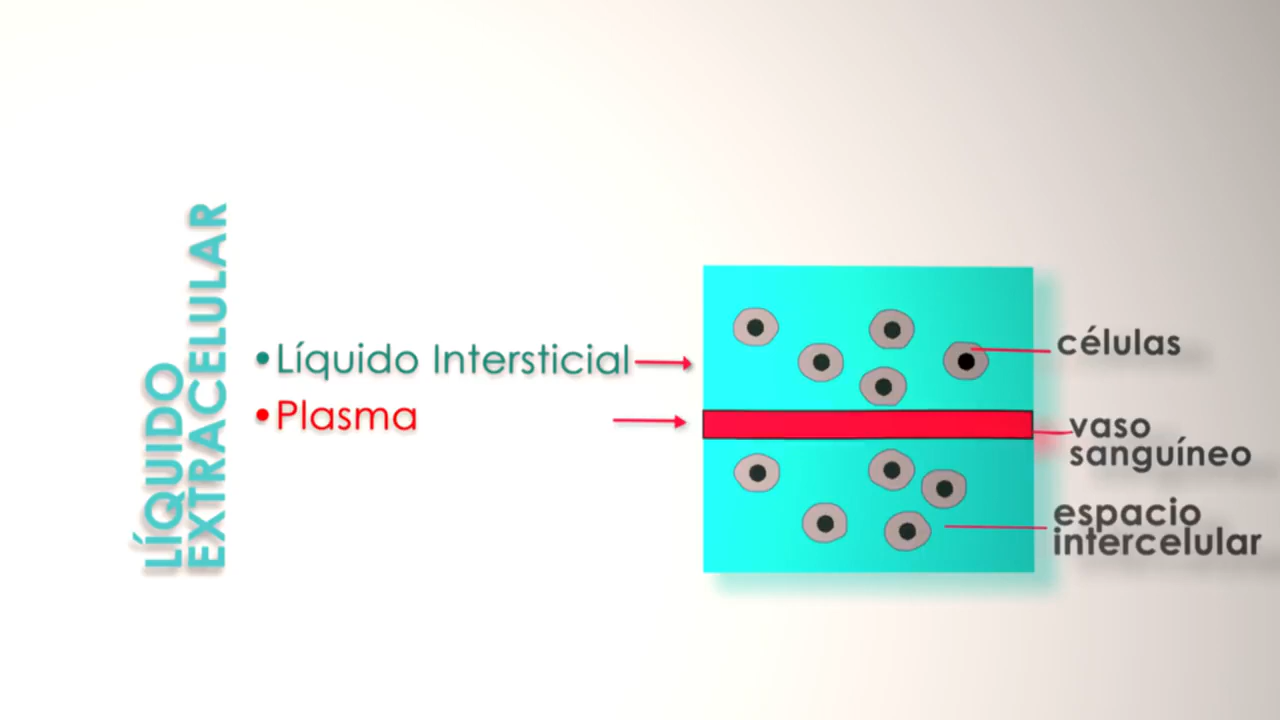 LÍQUIDO
EXTRACELULAR
•Líquido Intersticial
•Plasma
células
vaso
sanguíneo
espacio
intercelular